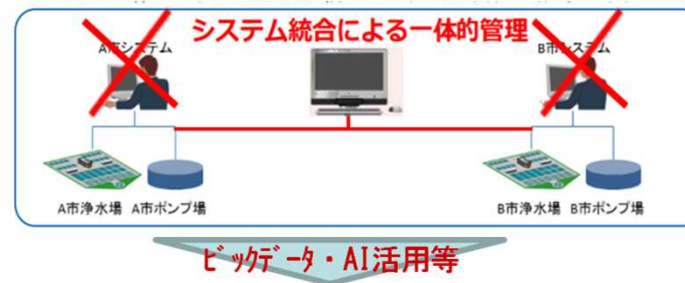 システム統合による一体的管理
A市システム
B市システム
A市浄水場 A市ポンプ場
B市浄水場 B市ポンプ場
ビックデータ・AI活用等